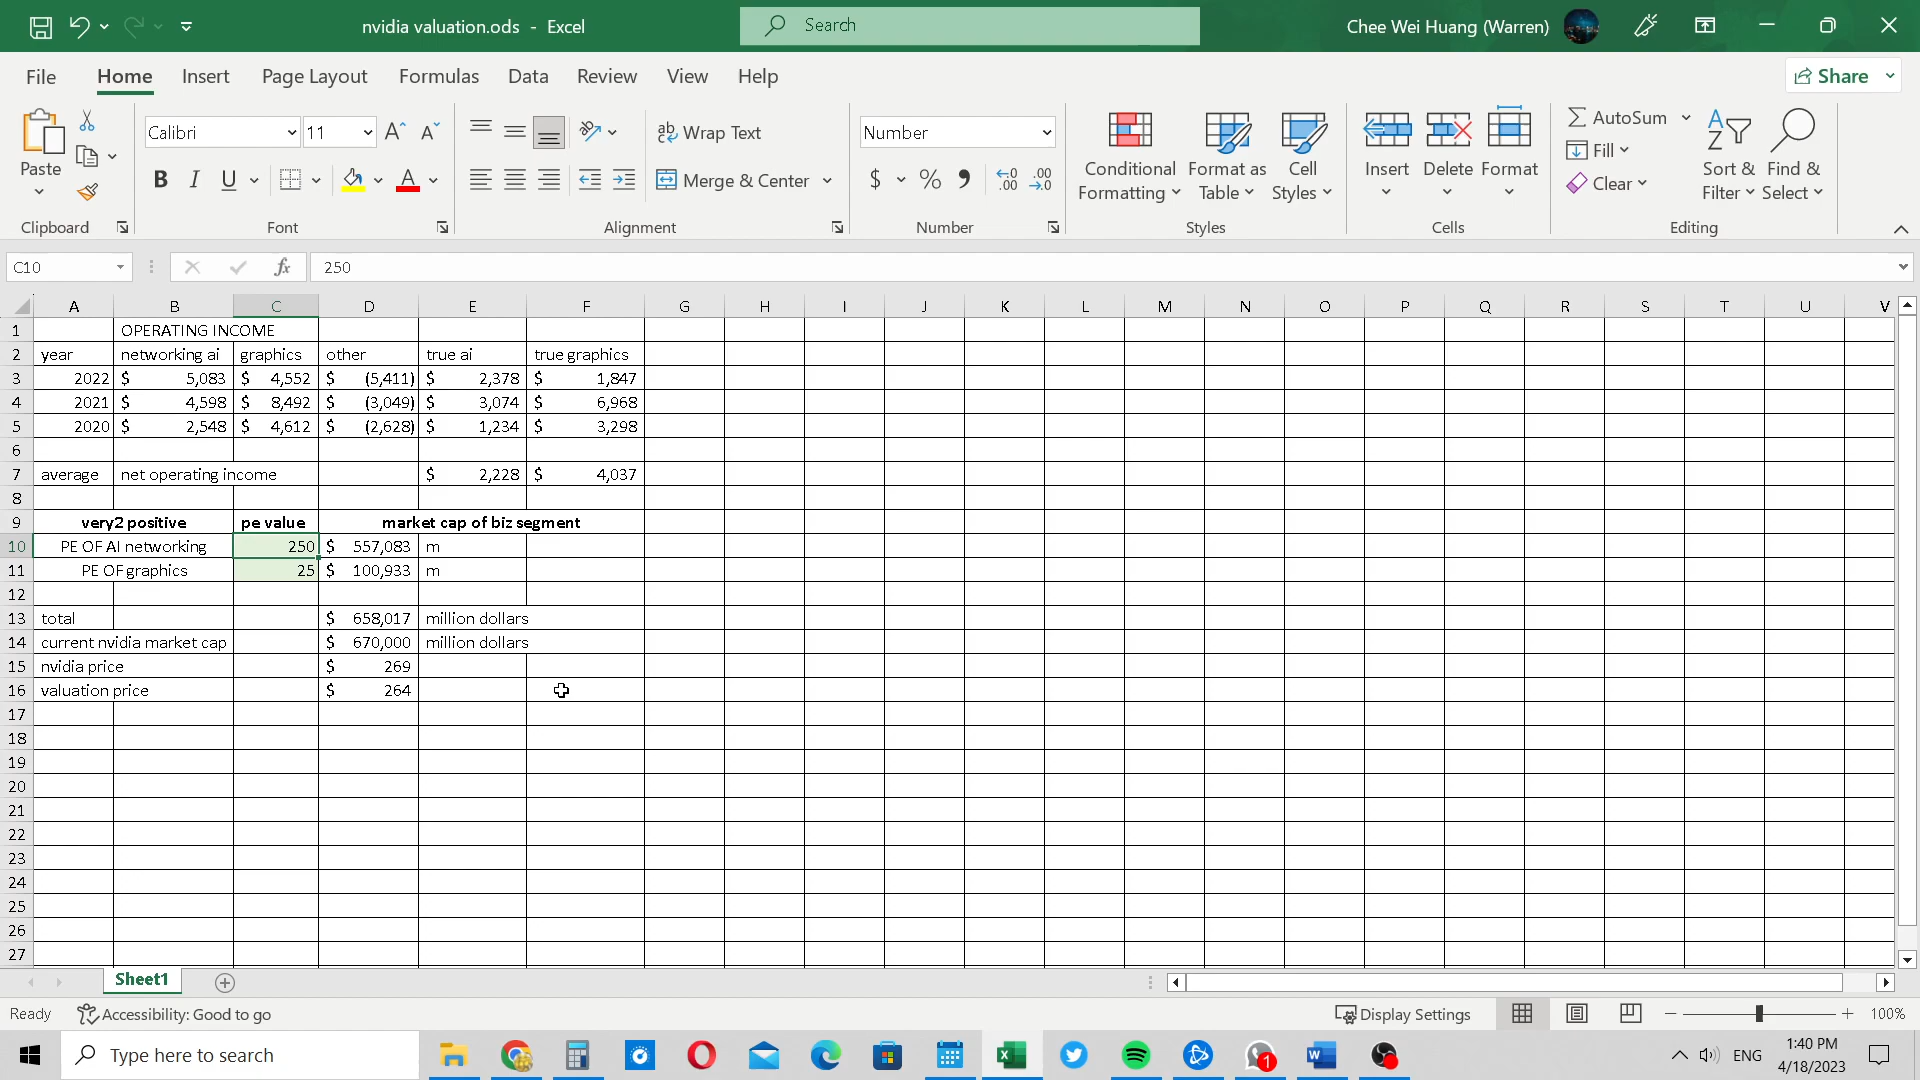 nvidia valuation.ods - Excel
Search
Chee Wei Huang (Warren)
File Home Insert Page Layout Formulas Data Review View Help
Share
Paste
Clipboard
Calibri 11
B I U
Font
ab Wrap Text
Merge & Center
Alignment
Number
$ % 9
Number
Conditional Formatting
Format as Table
Cell Styles
Styles
Insert Delete Format
Cells
AutoSum
Fill
Clear
Sort & Filter
Find & Select
Editing
C10 fx 250
A B C D E F G H I J K L M N O P Q R S T U V
1 OPERATING INCOME
2 year networking ai graphics other true ai true graphics
3 2022 $ 5,083 $ 4,552 $ (5,411) $ 2,378 $ 1,847
4 2021 $ 4,598 $ 8,492 $ (3,049) $ 3,074 $ 6,968
5 2020 $ 2,548 $ 4,612 $ (2,628) $ 1,234 $ 3,298
6
7 average net operating income $ 2,228 $ 4,037
8
9 very2 positive pe value market cap of biz segment
10 PE OF AI networking 250 $ 557,083 m
11 PE OF graphics 25 $ 100,933 m
12
13 total $ 658,017 million dollars
14 current nvidia market cap $ 670,000 million dollars
15 nvidia price $ 269
16 valuation price $ 264
17
18
19
20
21
22
23
24
25
26
27
Sheet1
Ready Accessibility: Good to go Display Settings 100%
Type here to search
1
ENG
1:40 PM
4/18/2023